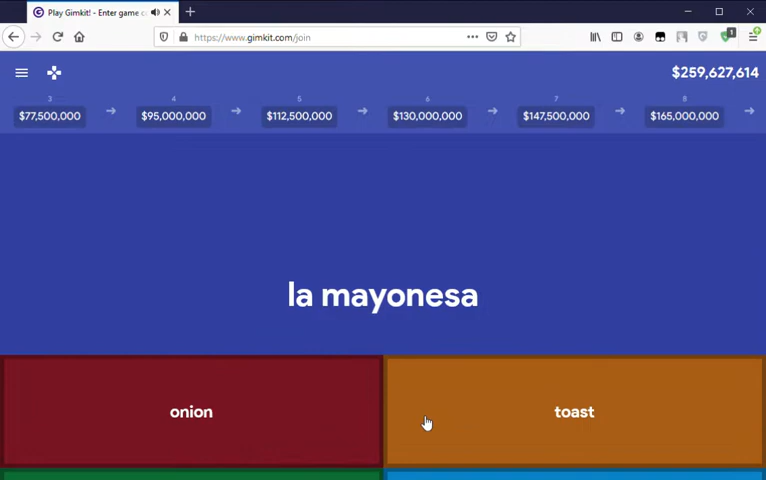 Play Gimkit! - Enter game c
https://www.gimkit.com/join
1
$259,627,614
3 4 5 6 7 8
$77,500,000 $95,000,000 $112,500,000 $130,000,000 $147,500,000 $165,000,000
la mayonesa
onion toast